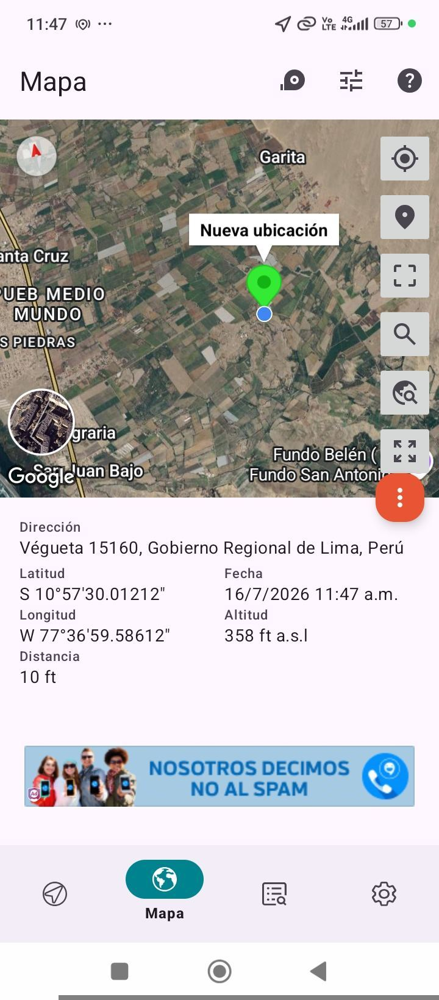 11:47
Vo LTE 4G 57
Mapa
Garita
Nueva ubicación
anta Cruz
PUEB MEDIO
MUNDO
S PIEDRAS
graria
San Juan Bajo
Google
Fundo Belén (
Fundo San Antoni
Dirección
Végueta 15160, Gobierno Regional de Lima, Perú
Latitud
S 10°57'30.01212"
Fecha
16/7/2026 11:47 a.m.
Longitud
W 77°36'59.58612"
Altitud
358 ft a.s.l
Distancia
10 ft
NOSOTROS DECIMOS
NO AL SPAM
Ad
Mapa